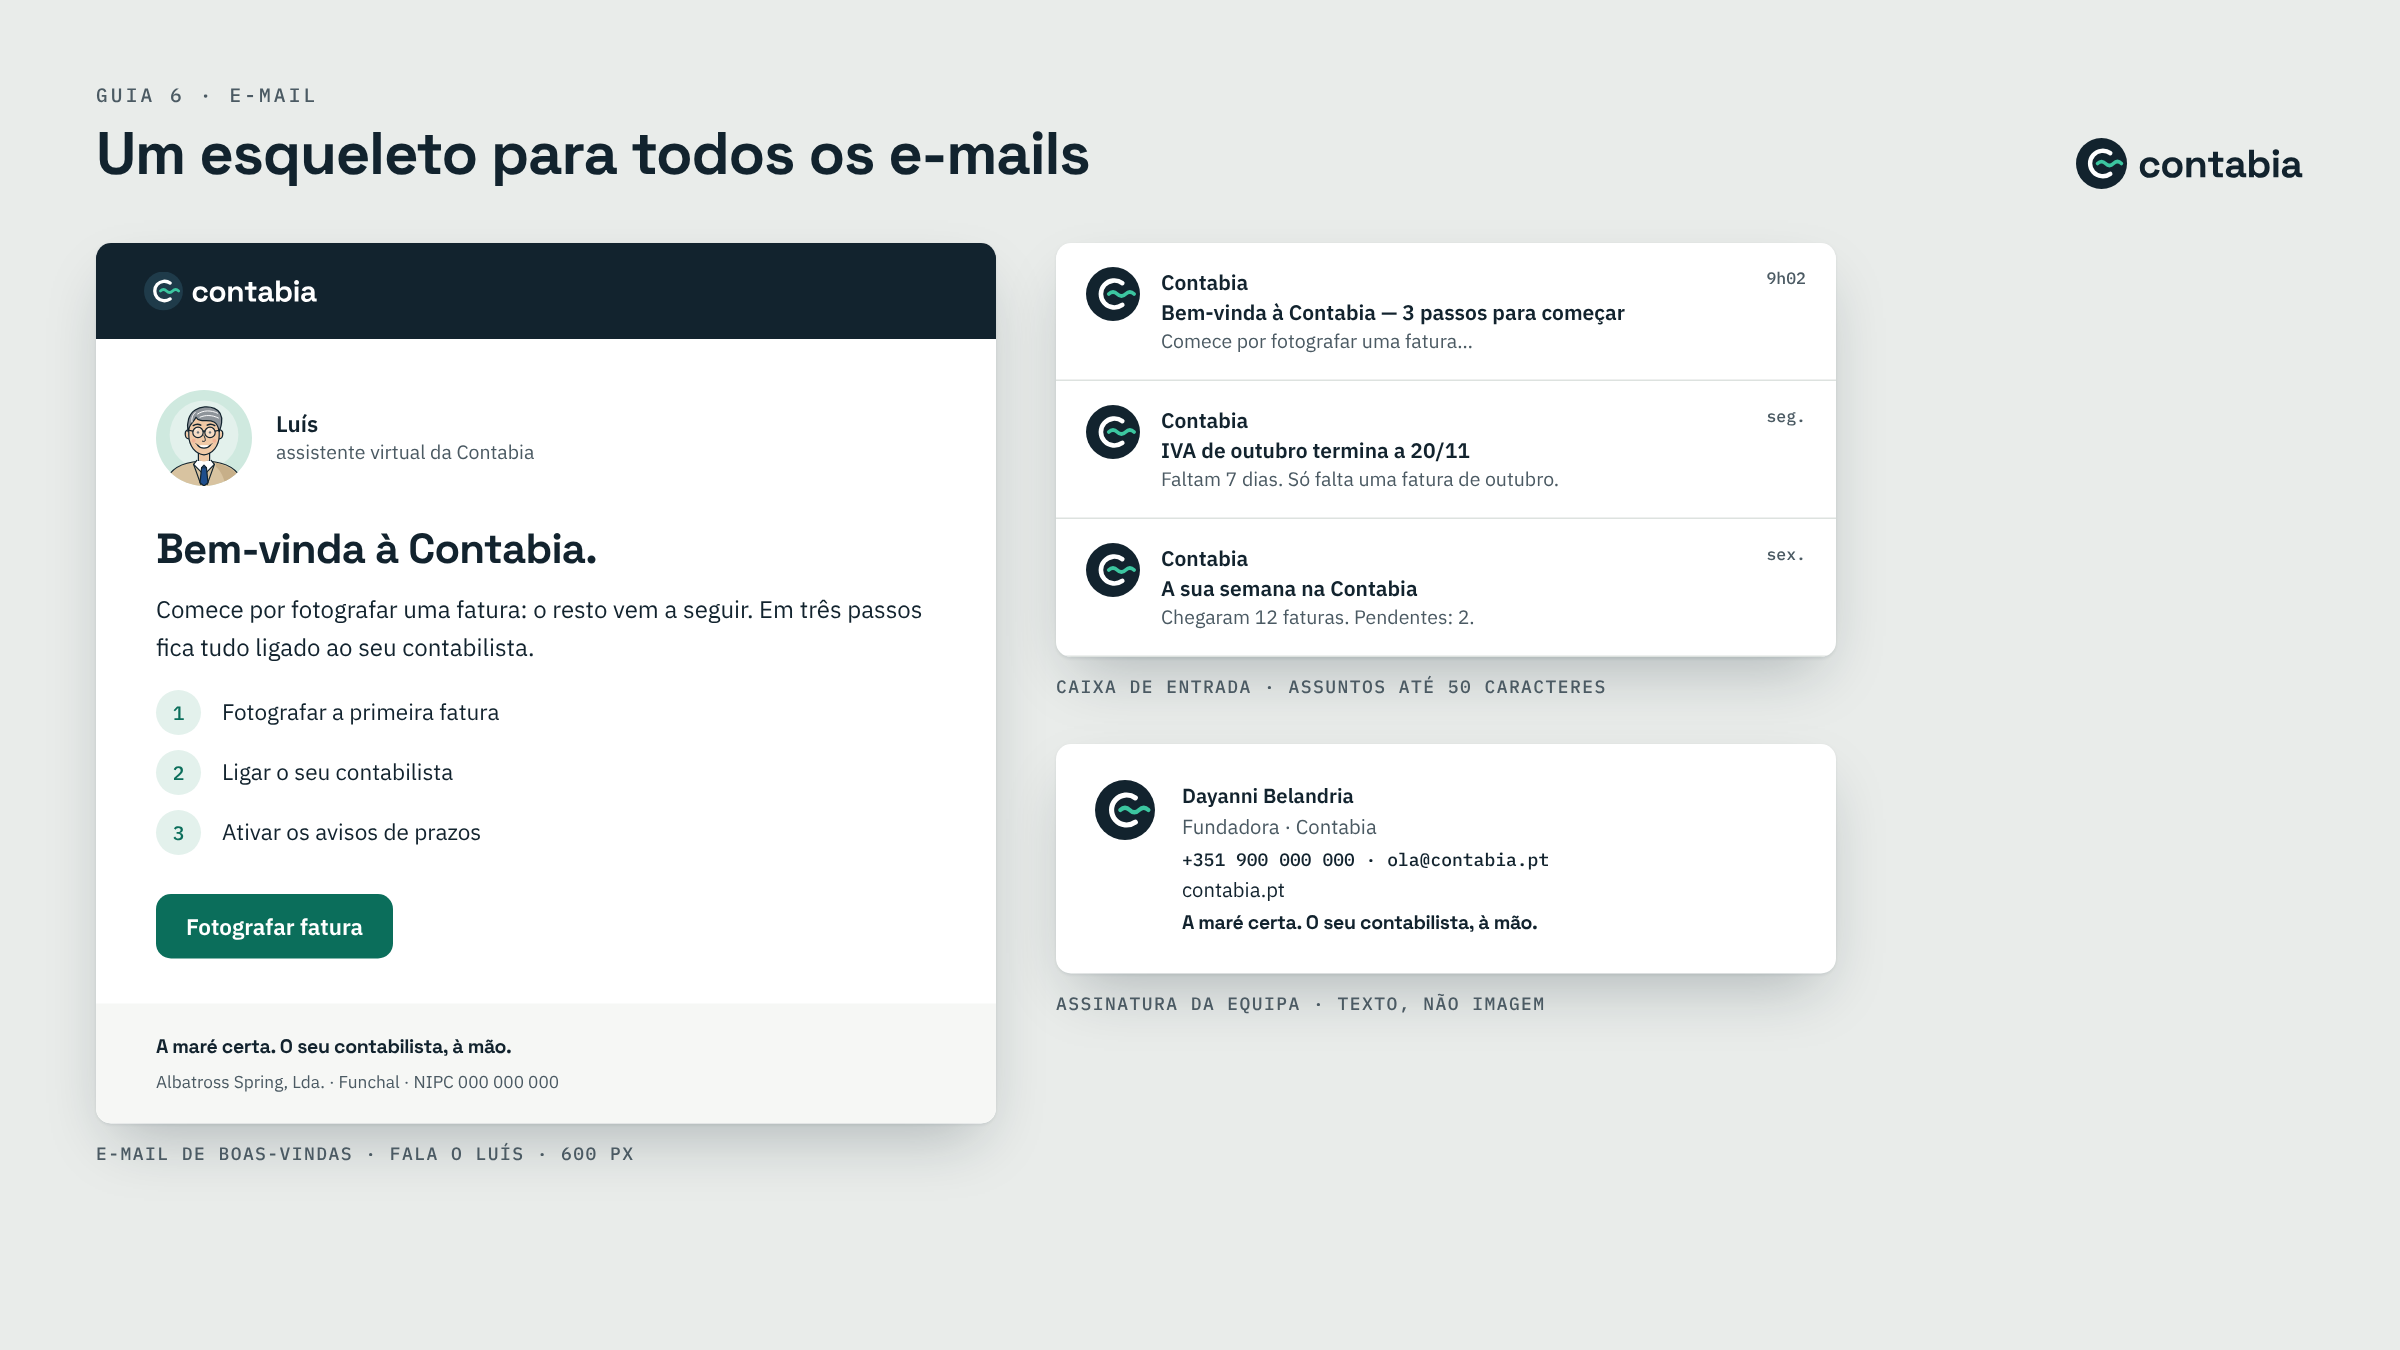 GUIA 6 · E-MAIL
Um esqueleto para todos os e-mails
contabia
contabia
Luís
assistente virtual da Contabia
Bem-vinda à Contabia.
Comece por fotografar uma fatura: o resto vem a seguir. Em três passos
fica tudo ligado ao seu contabilista.
1 Fotografar a primeira fatura
2 Ligar o seu contabilista
3 Ativar os avisos de prazos
Fotografar fatura
A maré certa. O seu contabilista, à mão.
Albatross Spring, Lda. · Funchal · NIPC 000 000 000
E-MAIL DE BOAS-VINDAS · FALA O LUÍS · 600 PX
Contabia 9h02
Bem-vinda à Contabia — 3 passos para começar
Comece por fotografar uma fatura...
Contabia seg.
IVA de outubro termina a 20/11
Faltam 7 dias. Só falta uma fatura de outubro.
Contabia sex.
A sua semana na Contabia
Chegaram 12 faturas. Pendentes: 2.
CAIXA DE ENTRADA · ASSUNTOS ATÉ 50 CARACTERES
Dayanni Belandria
Fundadora · Contabia
+351 900 000 000 · ola@contabia.pt
contabia.pt
A maré certa. O seu contabilista, à mão.
ASSINATURA DA EQUIPA · TEXTO, NÃO IMAGEM